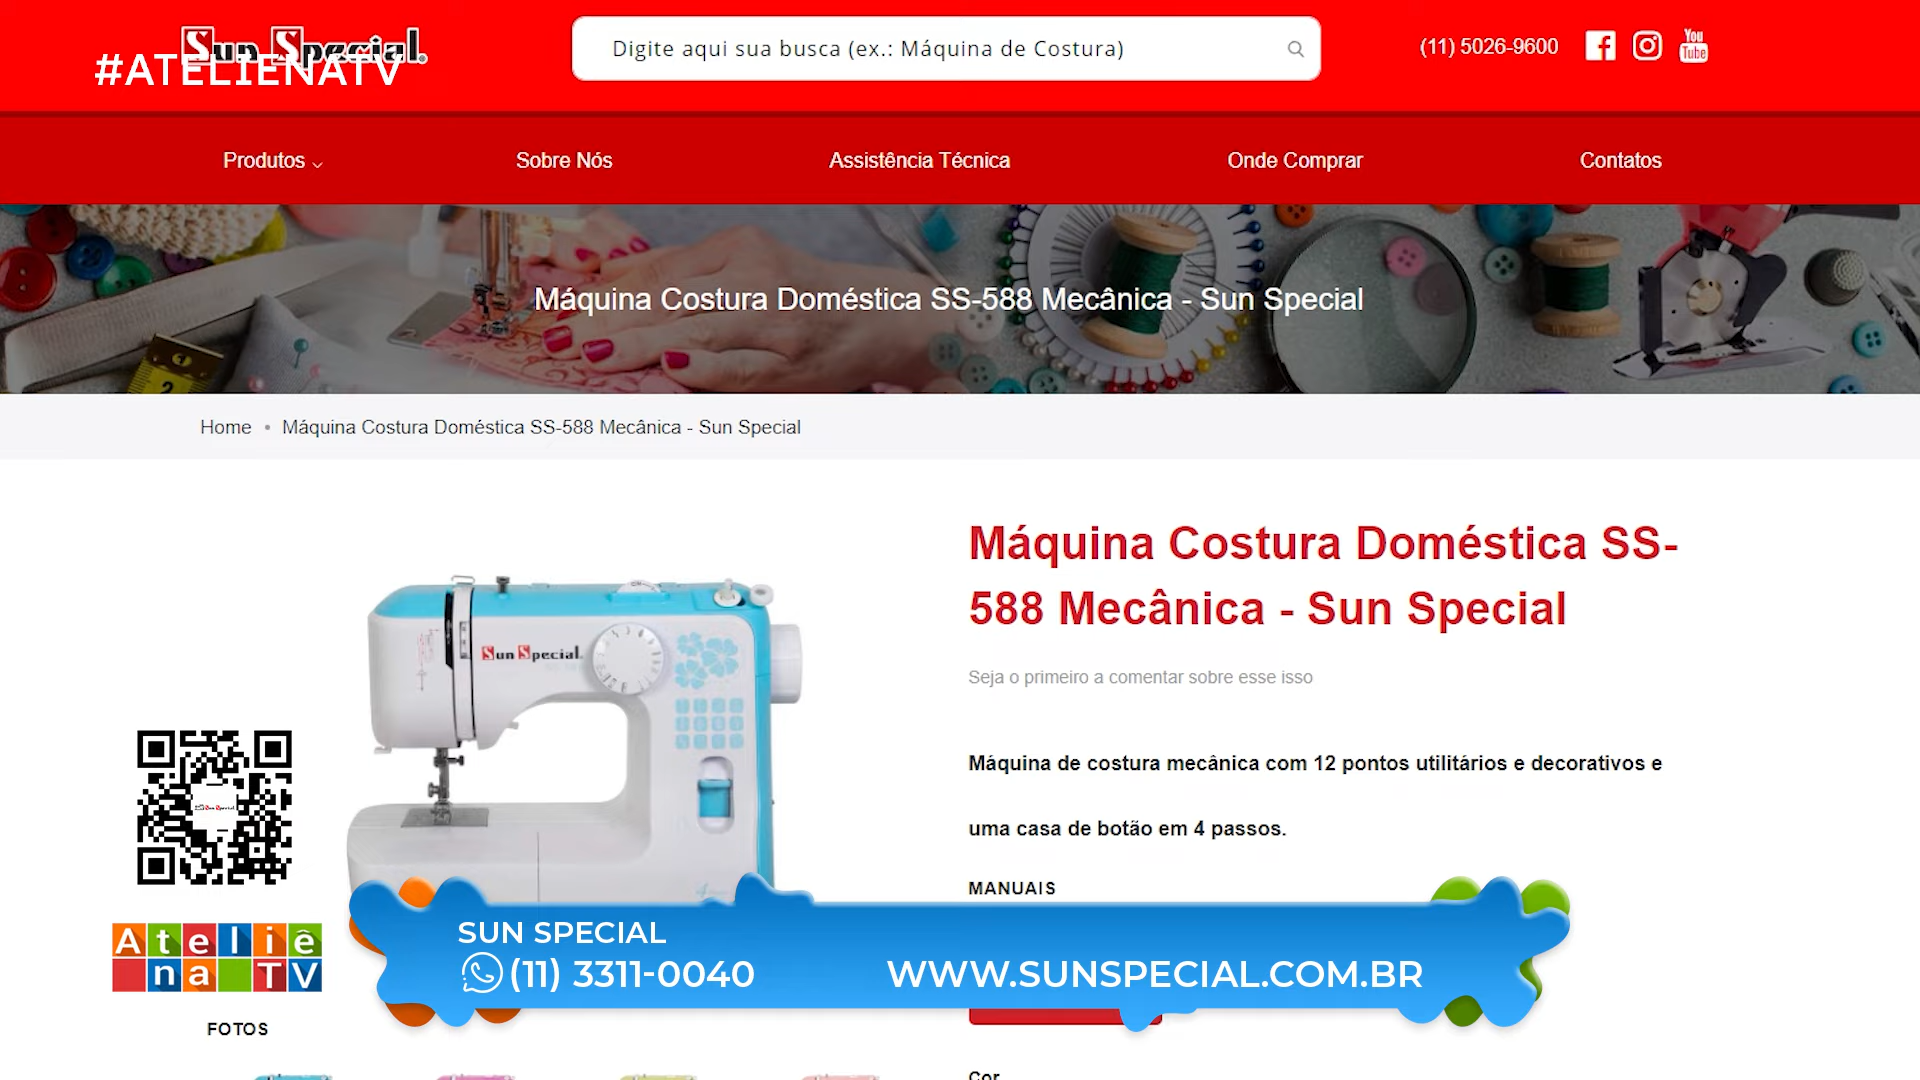 Sun Special.
#ATELIENATV
Digite aqui sua busca (ex.: Máquina de Costura)
(11) 5026-9600
You
Tube
Produtos
Sobre Nós
Assistência Técnica
Onde Comprar
Contatos
Máquina Costura Doméstica SS-588 Mecânica - Sun Special
Home • Máquina Costura Doméstica SS-588 Mecânica - Sun Special
Máquina Costura Doméstica SS-
588 Mecânica - Sun Special
Seja o primeiro a comentar sobre esse isso
Sun Special.
Máquina de costura mecânica com 12 pontos utilitários e decorativos e
uma casa de botão em 4 passos.
MANUAIS
Sun Special
Ateliê
na TV
SUN SPECIAL
(11) 3311-0040
WWW.SUNSPECIAL.COM.BR
FOTOS
Cor